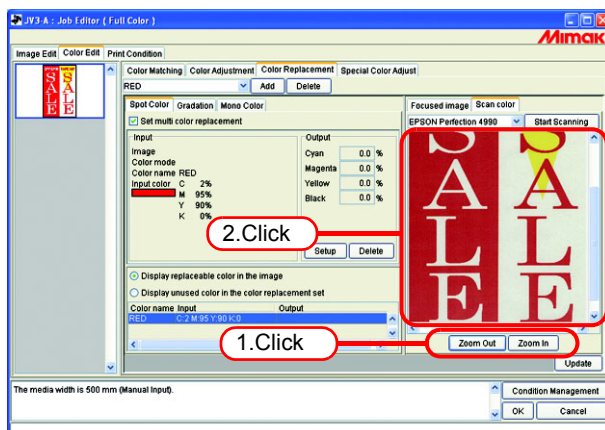 JV3-A : Job Editor ( Full Color )
Mimaki
Image Edit Color Edit Print Condition
Color Matching Color Adjustment Color Replacement Special Color Adjust
RED Add Delete
SALE SALE
Spot Color Gradation Mono Color
Focused image Scan color
Set multi color replacement
EPSON Perfection 4990 Start Scanning
Input Output
Image
Color mode
Color name RED
Input color C 2%
M 95%
Y 90%
K 0%
Cyan 0.0 %
Magenta 0.0 %
Yellow 0.0 %
Black 0.0 %
SALE SALE
2.Click
Setup Delete
Display replaceable color in the image
Display unused color in the color replacement set
Color name Input Output
RED C:2 M:95 Y:90 K:0
1.Click
Zoom Out Zoom In
Update
The media width is 500 mm (Manual Input).
Condition Management
OK Cancel